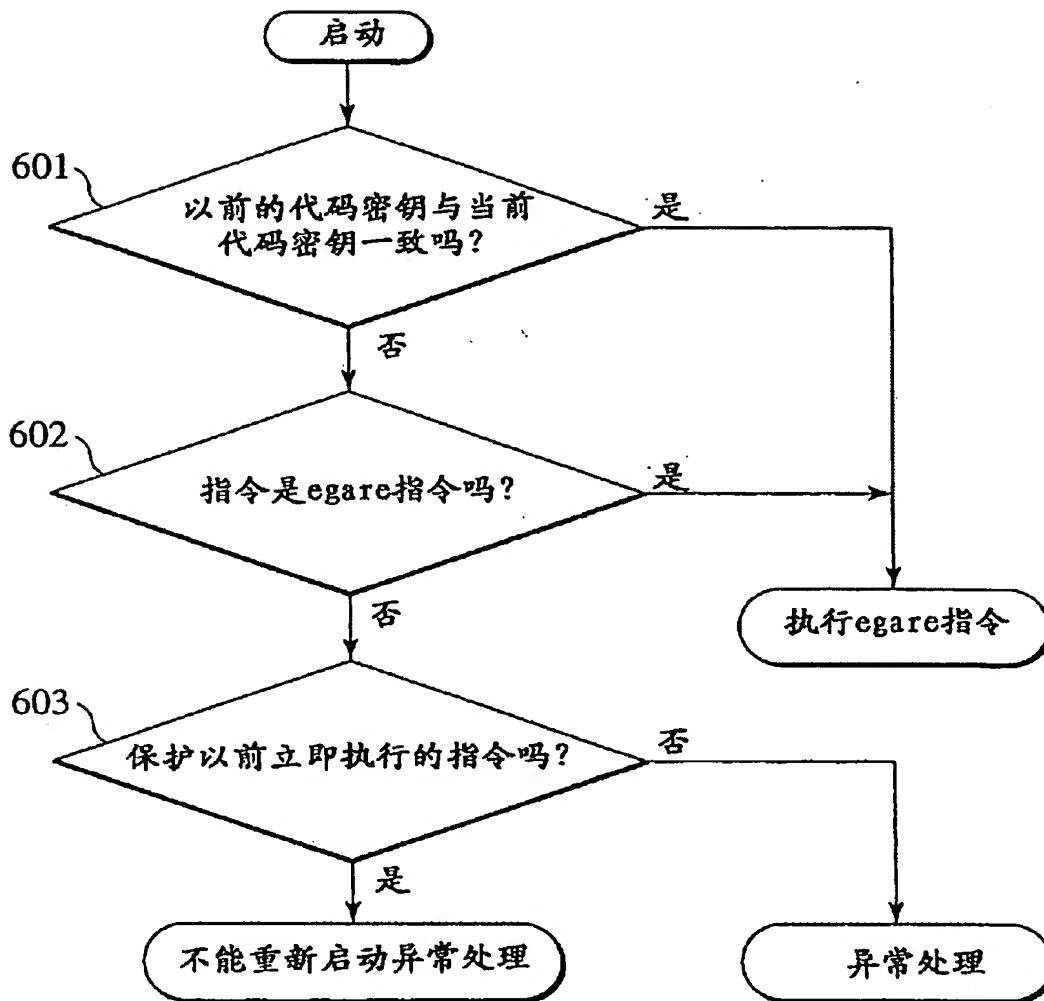 启动
601
以前的代码密钥与当前
代码密钥一致吗?
是
否
602
指令是egare指令吗?
是
否
执行egare指令
603
保护以前立即执行的指令吗?
否
是
不能重新启动异常处理
异常处理